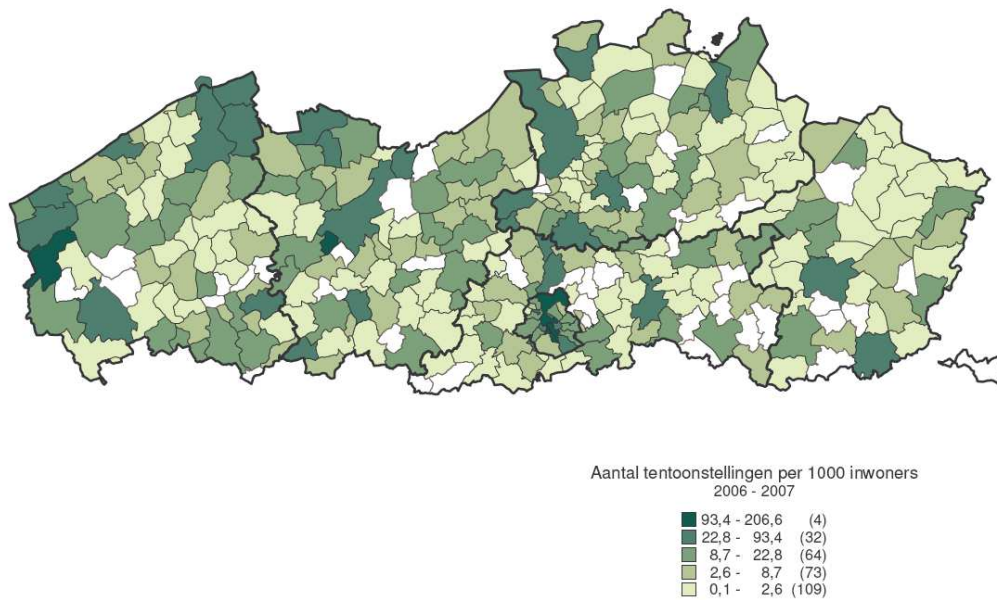 Aantal tentoonstellingen per 1000 inwoners
2006 - 2007
93,4 - 206,6 (4)
22,8 - 93,4 (32)
8,7 - 22,8 (64)
2,6 - 8,7 (73)
0,1 - 2,6 (109)